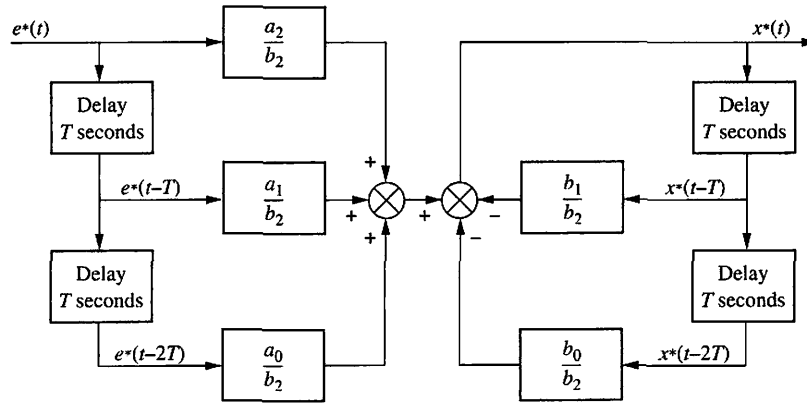 e*(t)
a2
b2
x*(t)
Delay
T seconds
Delay
T seconds
+
e*(t–T)
a1
b2
+
+
+
–
b1
b2
x*(t–T)
–
Delay
T seconds
Delay
T seconds
e*(t–2T)
a0
b2
b0
b2
x*(t–2T)